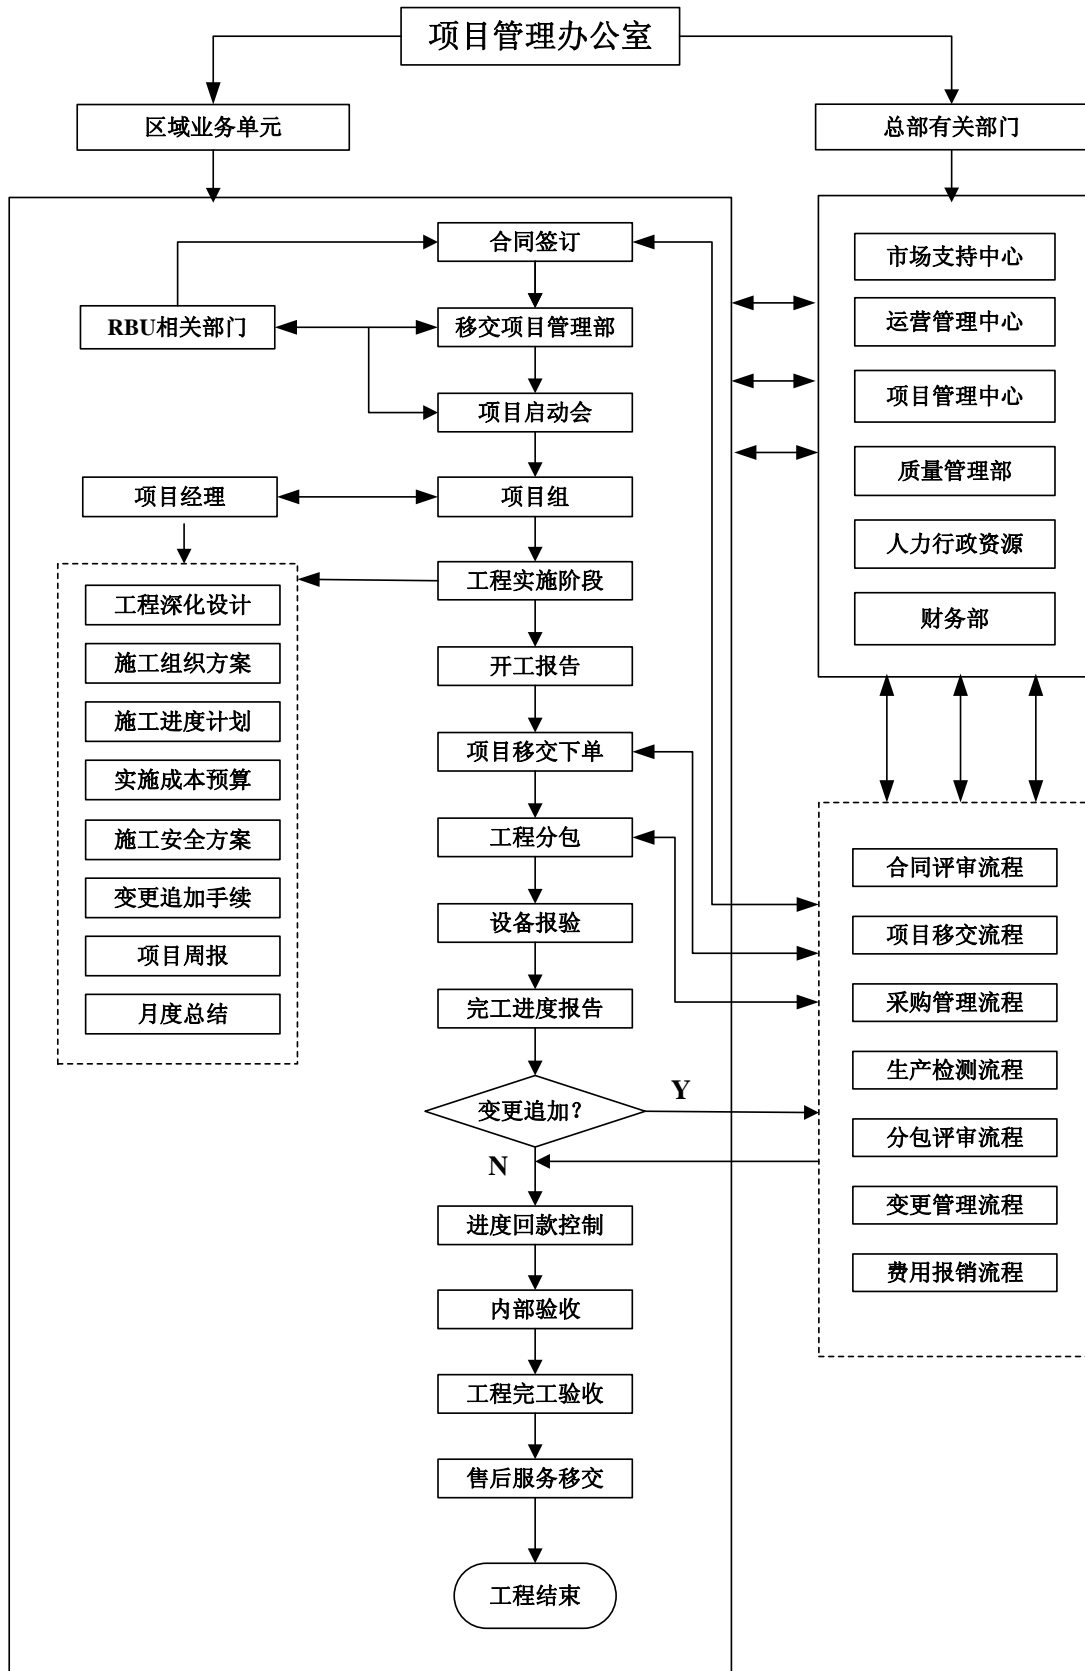 项目管理办公室
区域业务单元
总部有关部门
合同签订
RBU相关部门
移交项目管理部
项目启动会
项目经理
项目组
工程实施阶段
工程深化设计
施工组织方案
施工进度计划
实施成本预算
施工安全方案
变更追加手续
项目周报
月度总结
开工报告
项目移交下单
工程分包
设备报验
完工进度报告
变更追加?
Y
N
进度回款控制
内部验收
工程完工验收
售后服务移交
工程结束
市场支持中心
运营管理中心
项目管理中心
质量管理部
人力行政资源
财务部
合同评审流程
项目移交流程
采购管理流程
生产检测流程
分包评审流程
变更管理流程
费用报销流程